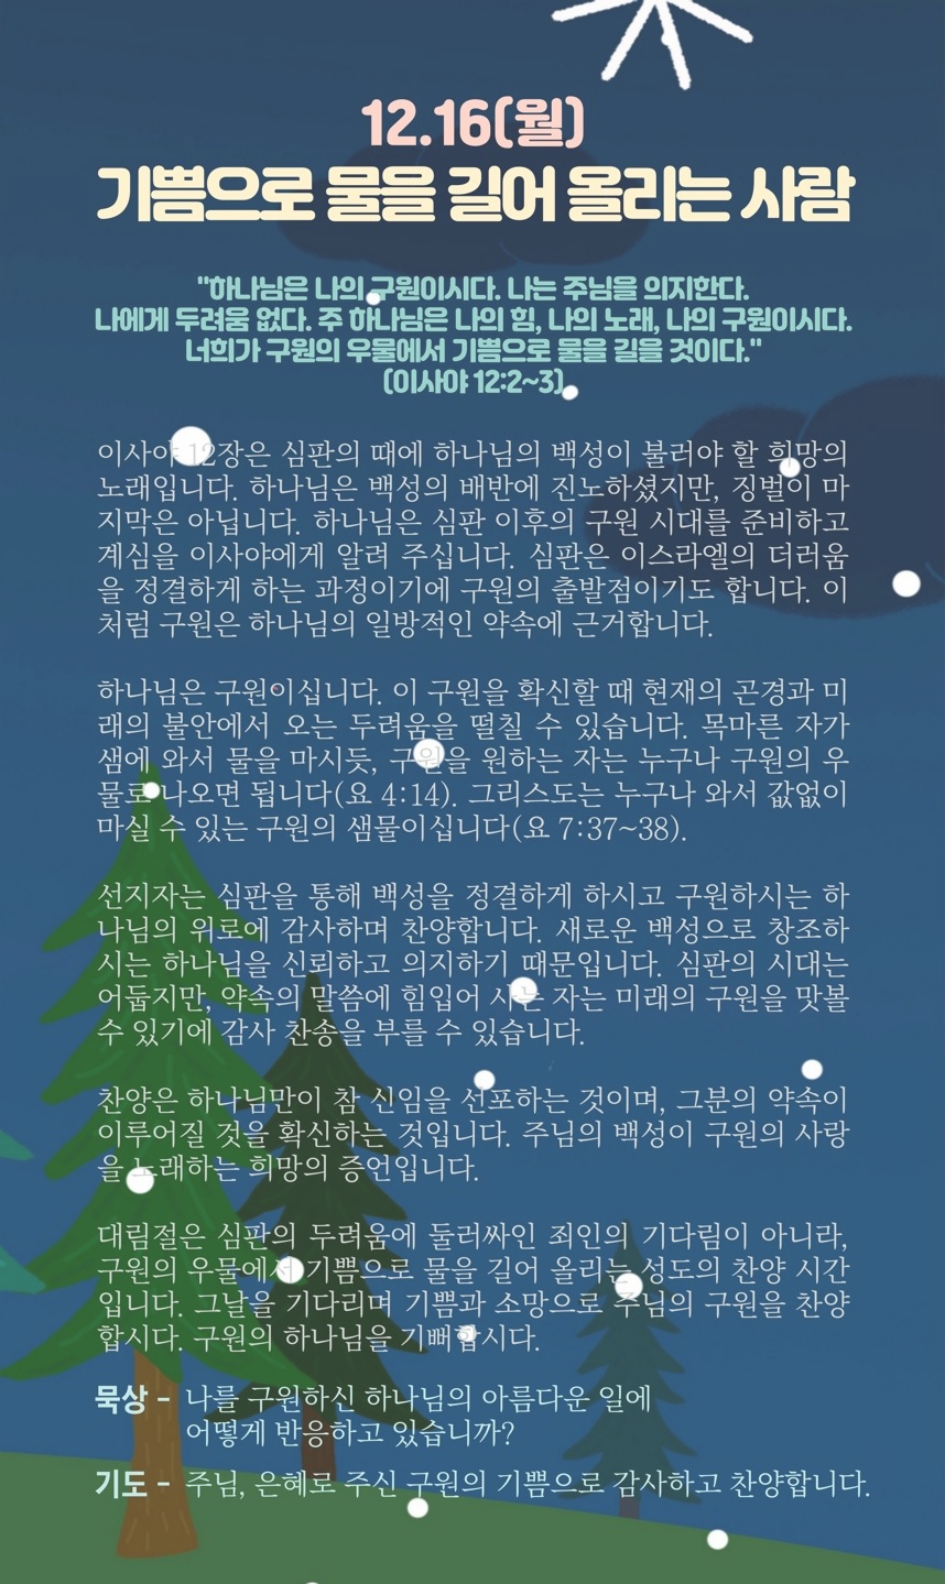 12.16(월)
기쁨으로 물을 길어 올리는 사람
"하나님은 나의 구원이시다. 나는 주님을 의지한다.
나에게 두려움 없다. 주 하나님은 나의 힘, 나의 노래, 나의 구원이시다.
너희가 구원의 우물에서 기쁨으로 물을 길을 것이다."
(이사야 12:2~3)
이사야 12장은 심판의 때에 하나님의 백성이 불러야 할 희망의
노래입니다. 하나님은 백성의 배반에 진노하셨지만, 징벌이 마
지막은 아닙니다. 하나님은 심판 이후의 구원 시대를 준비하고
계심을 이사야에게 알려 주십니다. 심판은 이스라엘의 더러움
을 정결하게 하는 과정이기에 구원의 출발점이기도 합니다. 이
처럼 구원은 하나님의 일방적인 약속에 근거합니다.
하나님은 구원이십니다. 이 구원을 확신할 때 현재의 곤경과 미
래의 불안에서 오는 두려움을 떨칠 수 있습니다. 목마른 자가
샘에 와서 물을 마시듯, 구원을 원하는 자는 누구나 구원의 우
물로 나오면 됩니다(요 4:14). 그리스도는 누구나 와서 값없이
마실 수 있는 구원의 샘물이십니다(요 7:37~38).
선지자는 심판을 통해 백성을 정결하게 하시고 구원하시는 하
나님의 위로에 감사하며 찬양합니다. 새로운 백성으로 창조하
시는 하나님을 신뢰하고 의지하기 때문입니다. 심판의 시대는
어둡지만, 약속의 말씀에 힘입어 사는 자는 미래의 구원을 맛볼
수 있기에 감사 찬송을 부를 수 있습니다.
찬양은 하나님만이 참 신임을 선포하는 것이며, 그분의 약속이
이루어질 것을 확신하는 것입니다. 주님의 백성이 구원의 사랑
을 노래하는 희망의 증언입니다.
대림절은 심판의 두려움에 둘러싸인 죄인의 기다림이 아니라,
구원의 우물에서 기쁨으로 물을 길어 올리는 성도의 찬양 시간
입니다. 그날을 기다리며 기쁨과 소망으로 주님의 구원을 찬양
합시다. 구원의 하나님을 기뻐합시다.
묵상 - 나를 구원하신 하나님의 아름다운 일에
어떻게 반응하고 있습니까?
기도 - 주님, 은혜로 주신 구원의 기쁨으로 감사하고 찬양합니다.